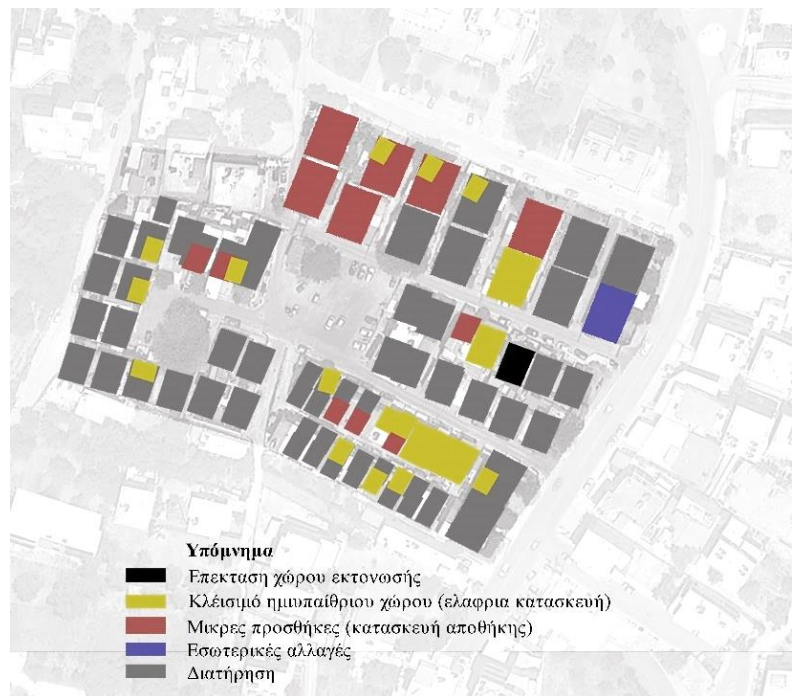 Υπόμνημα
Επεκταση χώρου εκτονωσής
Κλέισιμό ημιυπαίθριου χώρου (ελαφρια κατασκευή)
Μικρες προσθήκες (κατασκευή αποθήκης)
Εσωτερικές αλλαγές
Διατήρηση